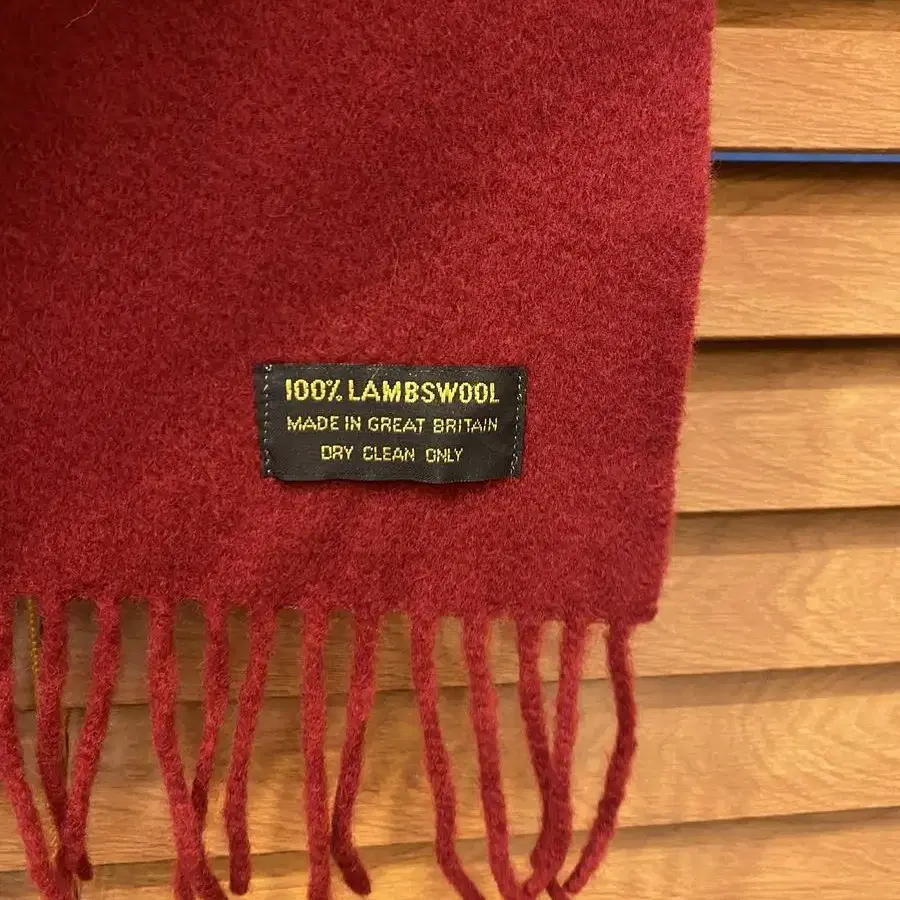 100% LAMBSWOOL
MADE IN GREAT BRITAIN
DRY CLEAN ONLY